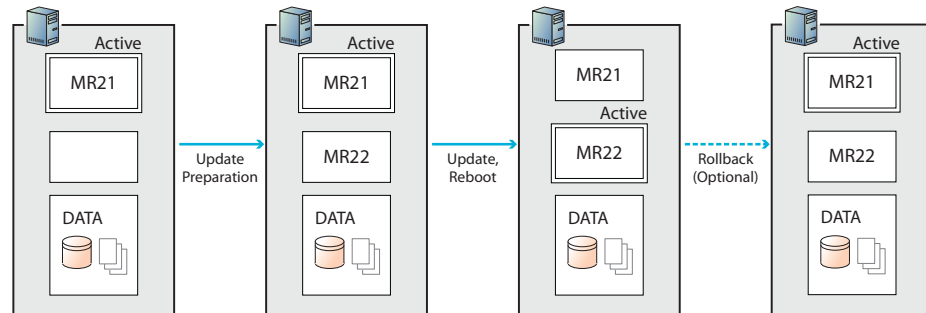 Active
MR21
DATA
Update
Preparation
Active
MR21
MR22
DATA
Update,
Reboot
MR21
Active
MR22
DATA
Rollback
(Optional)
Active
MR21
MR22
DATA